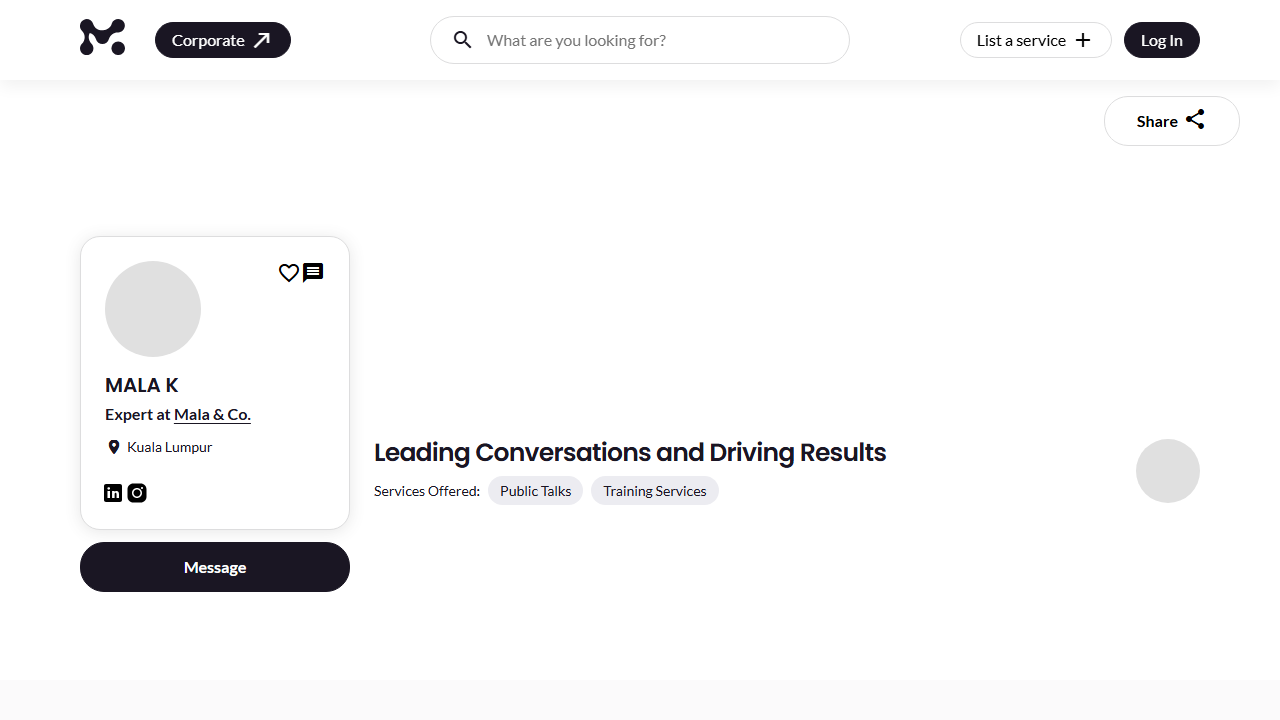 Corporate
What are you looking for?
List a service
Log In
Share
MALA K
Expert at Mala & Co.
Kuala Lumpur
Message
Leading Conversations and Driving Results
Services Offered: Public Talks Training Services